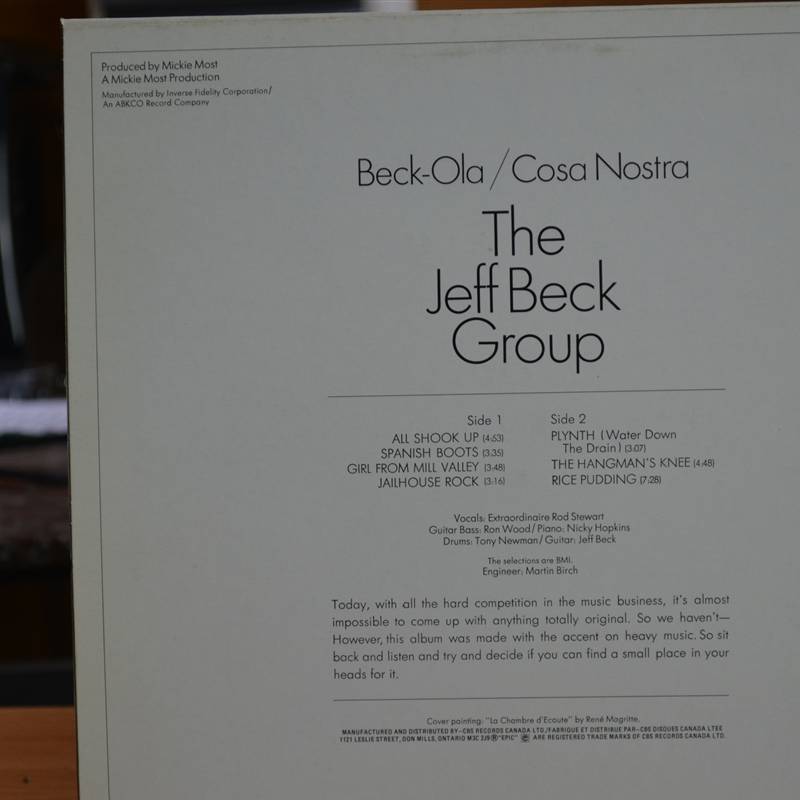 Produced by Mickie Most
A Mickie Most Production
Manufactured by Inverse Fidelity Corporation/
An ABKCO Record Company
Beck-Ola/Cosa Nostra
The
Jeff Beck
Group
Side 1
ALL SHOOK UP (4:53)
SPANISH BOOTS (3:35)
GIRL FROM MILL VALLEY (3:48)
JAILHOUSE ROCK (3:16)
Side 2
PLYNTH (Water Down
The Drain) (3:07)
THE HANGMAN'S KNEE (4:48)
RICE PUDDING (7:28)
Vocals: Extraordinaire Rod Stewart
Guitar Bass: Ron Wood/Piano: Nicky Hopkins
Drums: Tony Newman/Guitar: Jeff Beck
The selections are BMI.
Engineer: Martin Birch
Today, with all the hard competition in the music business, it's almost
impossible to come up with anything totally original. So we haven't—
However, this album was made with the accent on heavy music. So sit
back and listen and try and decide if you can find a small place in your
heads for it.
Cover painting: "La Chambre d'Ecoute" by René Magritte.
MANUFACTURED AND DISTRIBUTED BY-CBS RECORDS CANADA LTD/FABRIQUE ET DISTRIBUE PAR-CBS DISQUES CANADA LTEE
1121 LESLIE STREET, DON MILLS, ONTARIO M3C 2J9 ® "EPIC" ARE REGISTERED TRADE MARKS OF CBS RECORDS CANADA LTD.